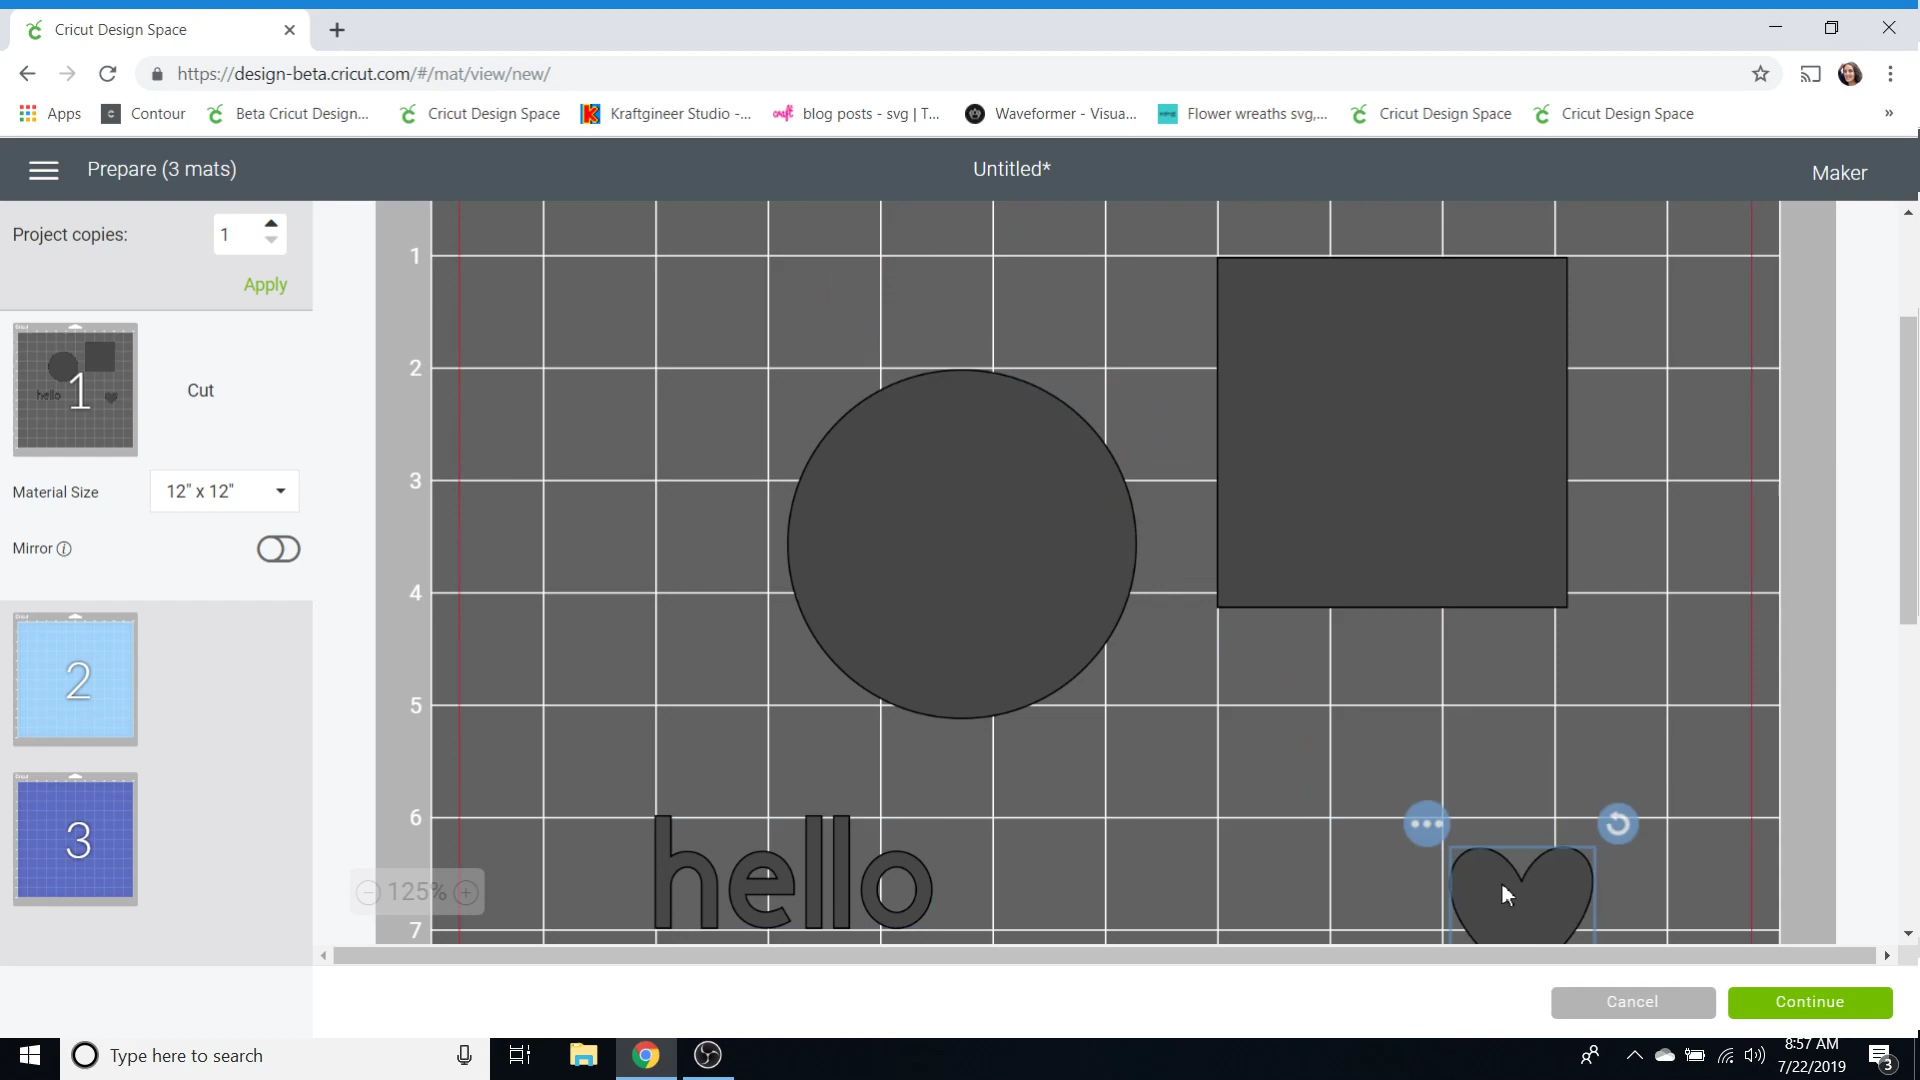 Cricut Design Space
https://design-beta.cricut.com/#/mat/view/new/
Apps
Contour
Beta Cricut Design...
Cricut Design Space
Kraftgineer Studio -...
blog posts - svg | T...
Waveformer - Visua...
Flower wreaths svg,...
Cricut Design Space
Cricut Design Space
»
Prepare (3 mats)
Untitled*
Maker
Project copies:
1
Apply
hello
1
Cut
Material Size
12" x 12"
Mirror
2
3
1
2
3
4
5
6
7
hello
125%
Cancel
Continue
Type here to search
8:57 AM
7/22/2019
3